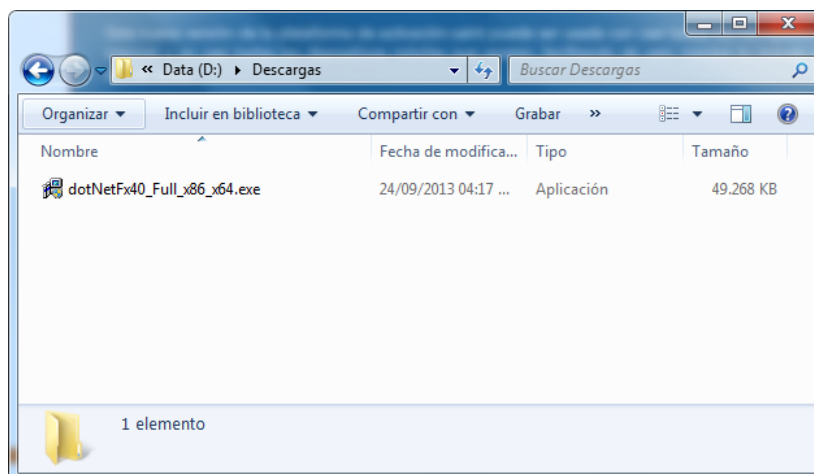 « Data (D:) Descargas Buscar Descargas
Organizar Incluir en biblioteca Compartir con Grabar »
Nombre Fecha de modifica... Tipo Tamaño
dotNetFx40_Full_x86_x64.exe 24/09/2013 04:17 ... Aplicación 49.268 KB
1 elemento